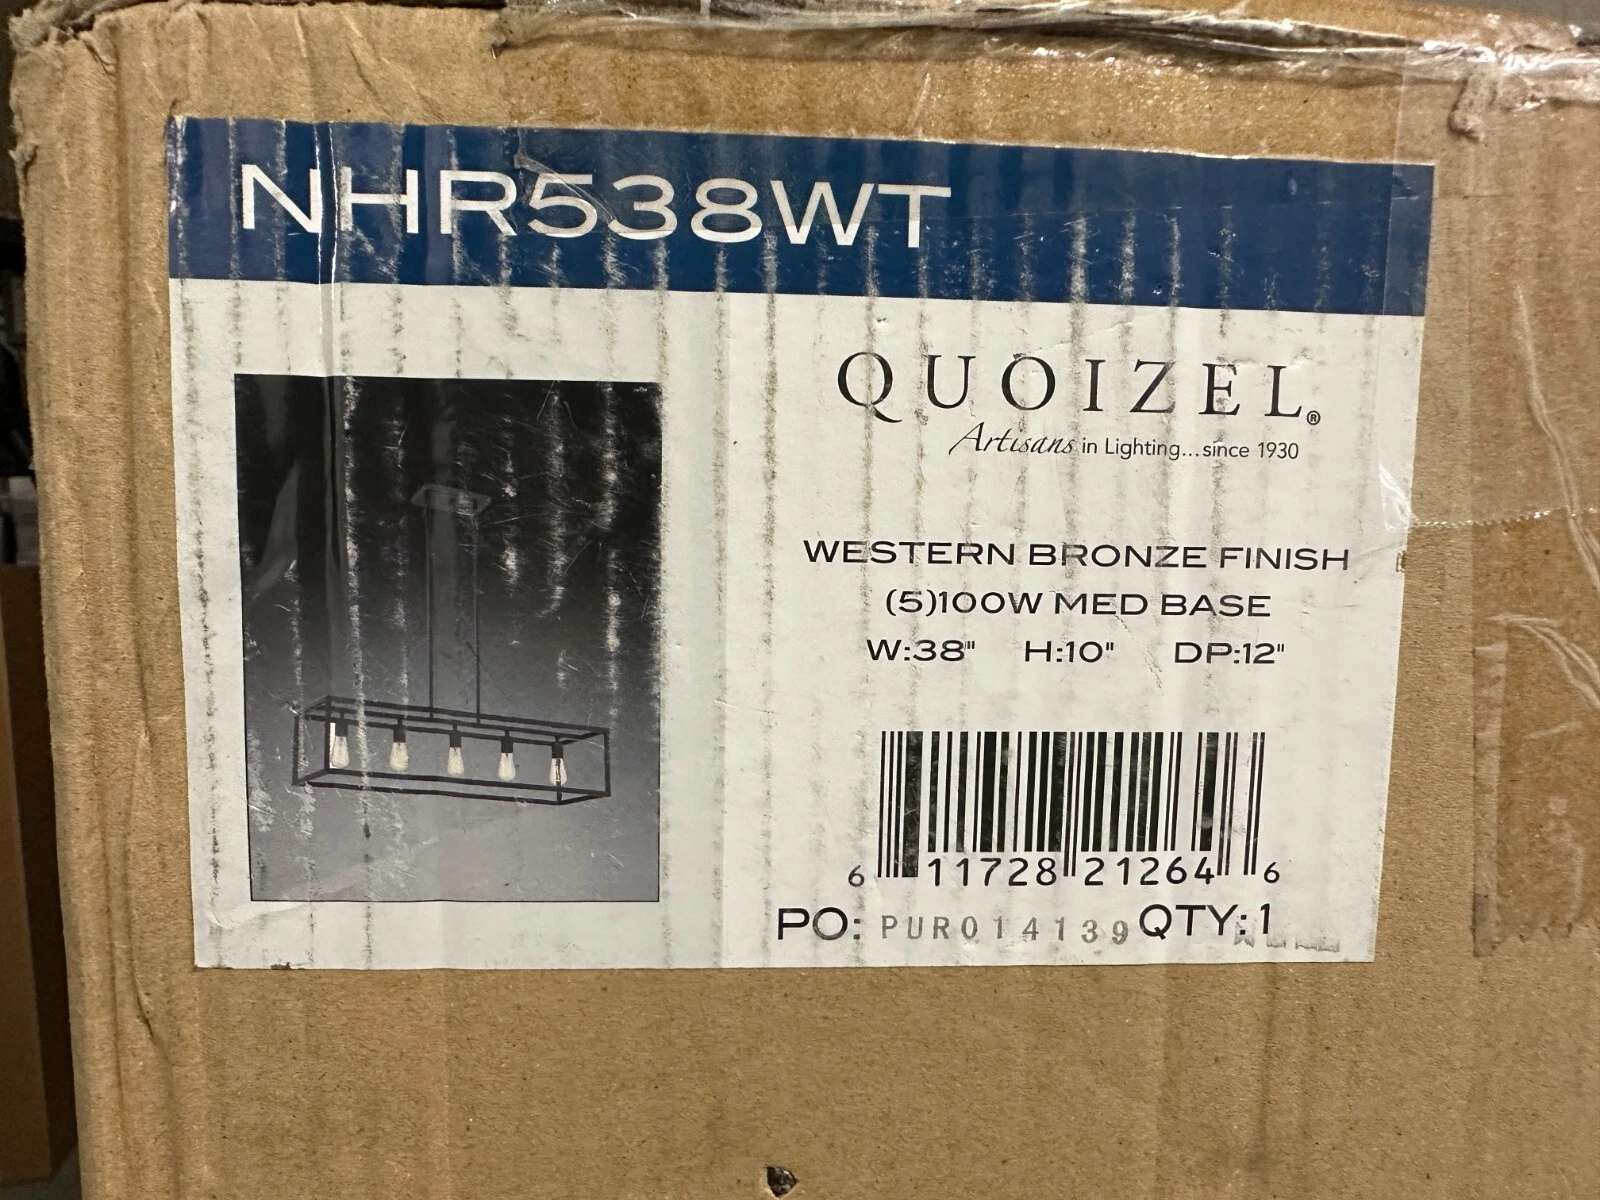 NHR538WT
QUOIZEL®
Artisans in Lighting...since 1930
WESTERN BRONZE FINISH
(5)100W MED BASE
W:38" H:10" DP:12"
6 11728 21264 6
PO: PUR014139 QTY:1